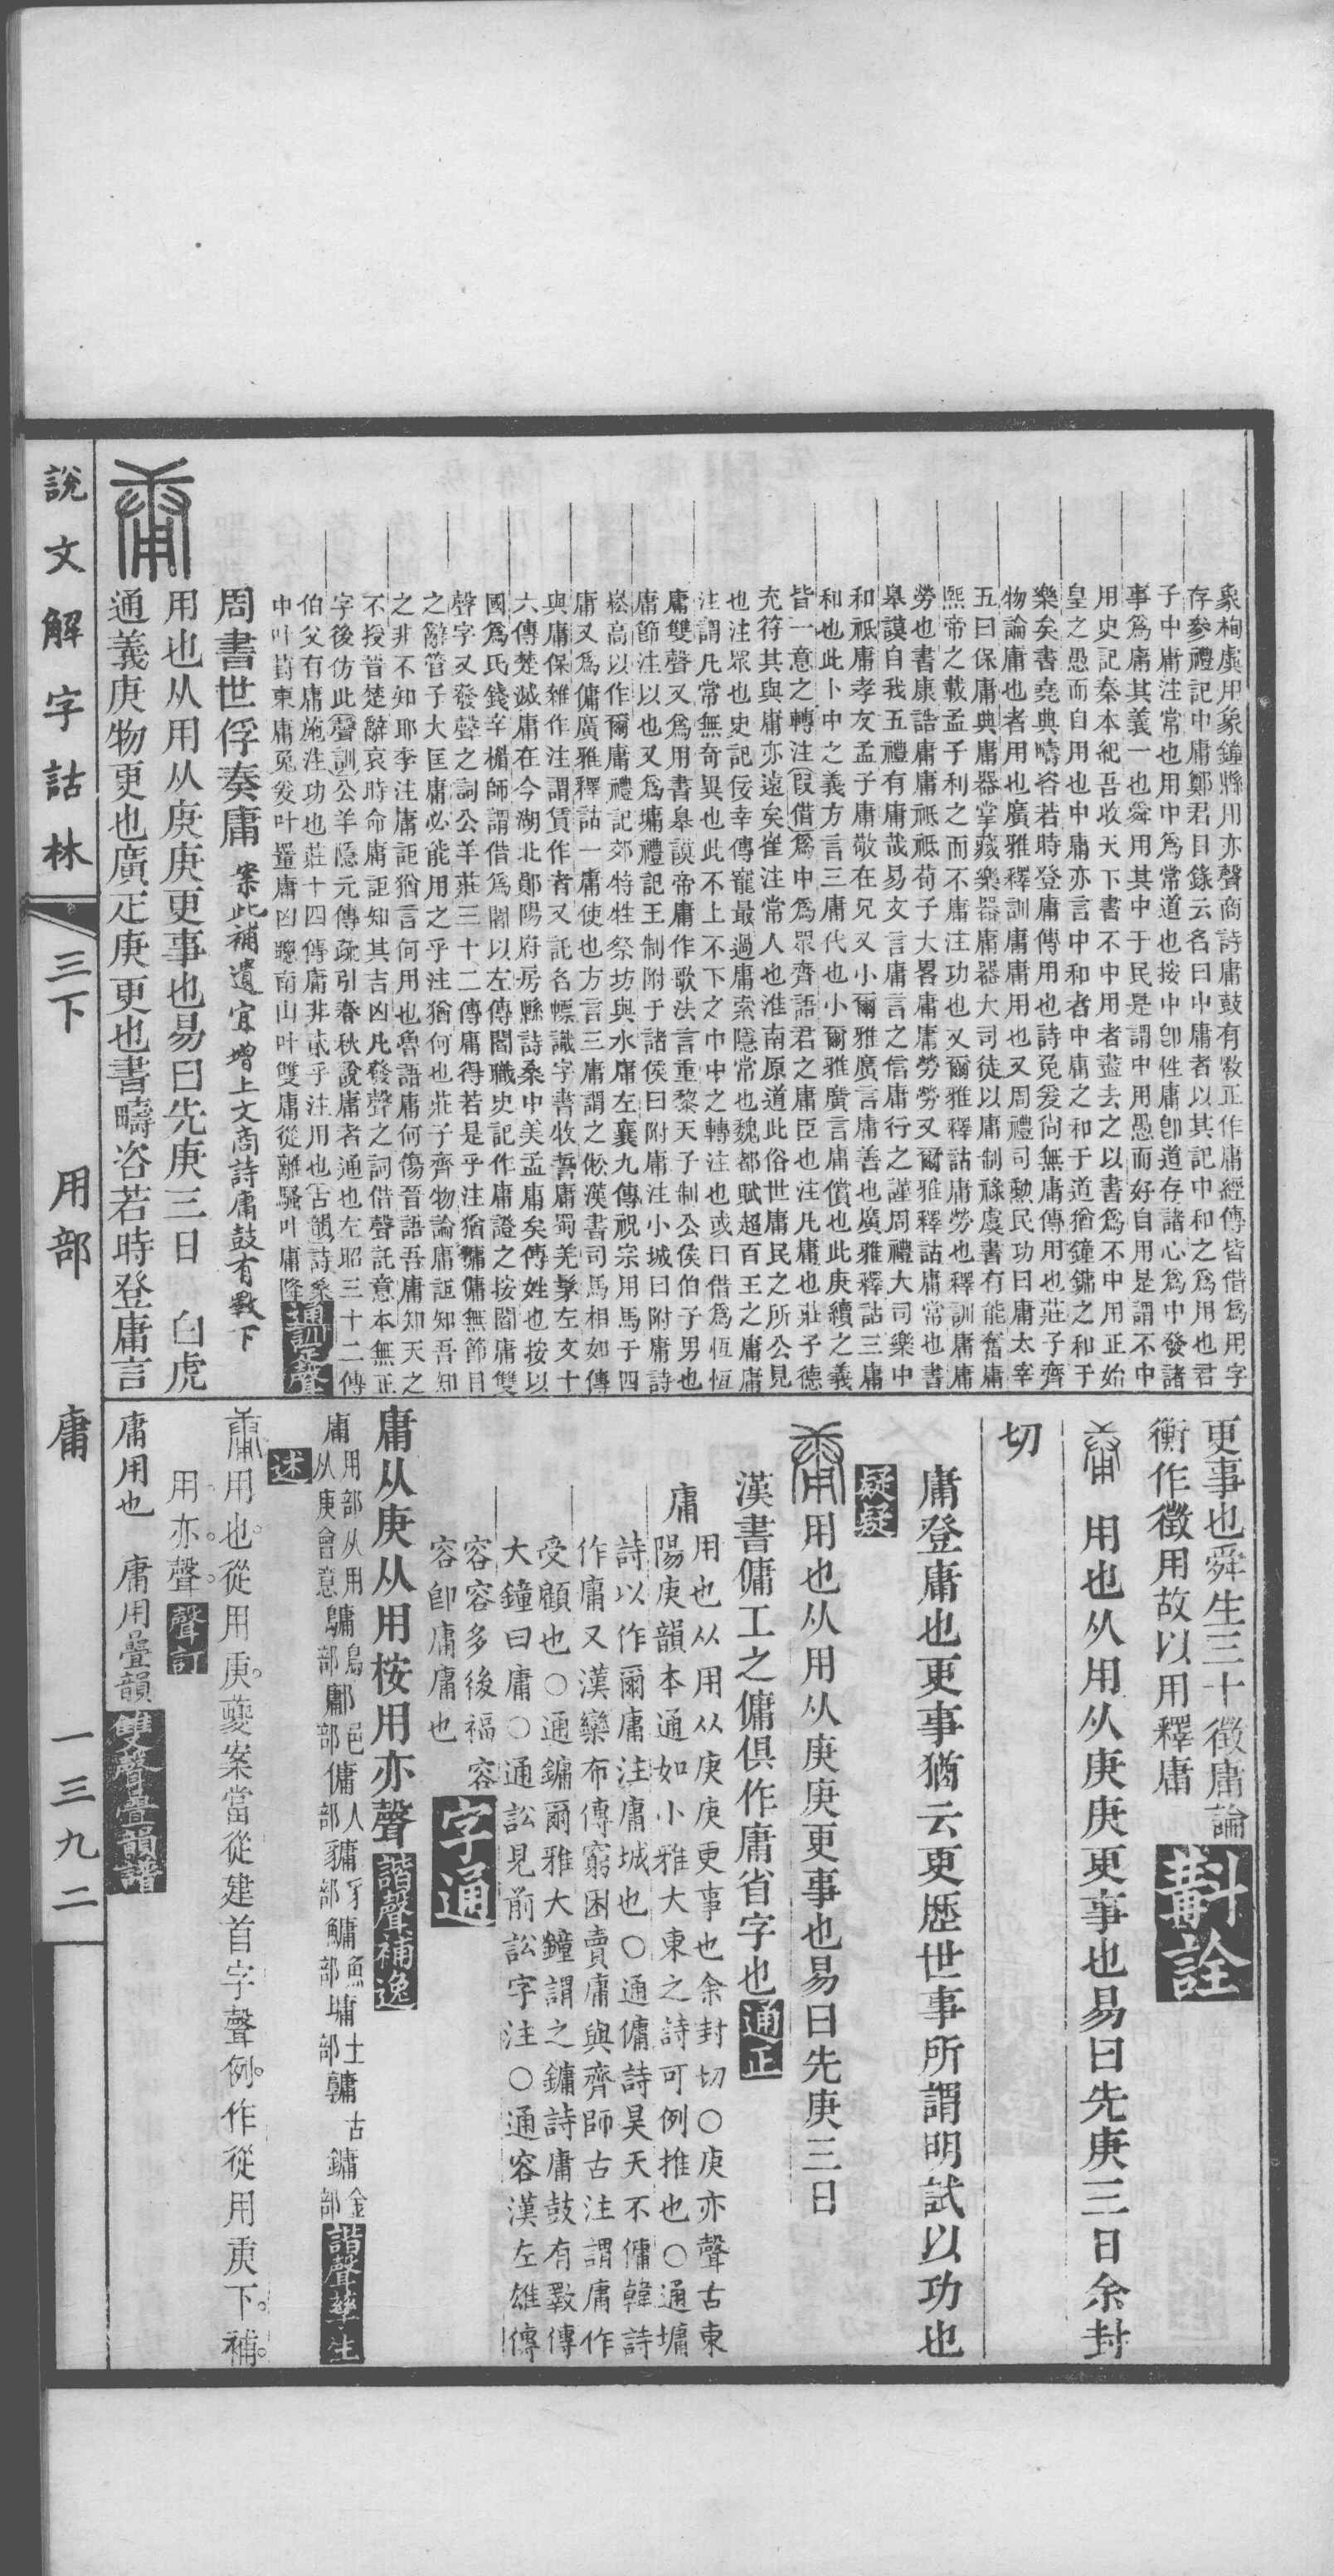 象栒虡用象鐘縣用亦聲商詩庸鼓有斁正作庸經傳皆借爲用字
存參禮記中庸鄭君目錄云名曰中庸者以其記中和之爲用也君
子中庸注常也用中爲常道也按中卽性庸卽道存諸心爲中發諸
事爲庸其義一也舜用其中于民是謂中用愚而好自用是謂不中
用史記秦本紀吾收天下書不中用者盡去之以書爲不中用正始
皇之愚而自用也中庸亦言中和者中庸之和于道猶鐘鏞之和于
樂矣書堯典疇咨若時登庸傳用也詩兔爰尙無庸傳用也莊子齊
物論庸也者用也廣雅釋訓庸庸用也又周禮司勲民功曰庸太宰
五曰保庸典庸器掌藏樂器庸器大司徒以庸制祿虞書有能奮庸
熙帝之載孟子利之而不庸注功也又爾雅釋詁庸勞也釋訓庸庸
勞也書康誥庸庸祗祗荀子大畧庸庸勞勞又爾雅釋詁庸常也書
皋謨自我五禮有庸哉易文言庸言之信庸行之謹周禮大司樂中
和祗庸孝友孟子庸敬在兄又小爾雅廣言庸善也廣雅釋詁三庸
和也此卜中之義方言三庸代也小爾雅廣言庸償也此庚續之義
皆一意之轉注叚借爲中爲眾齊語君之庸臣也注凡庸也莊子德
充符其與庸亦遠矣崔注常人也淮南原道此俗世庸民之所公見
也注眾也史記佞幸傳寵最過庸索隱常也魏都賦超百王之庸庸
注謂凡常無奇異也此不上不下之中中之轉注也或曰借爲恆恆
庸雙聲又爲用書皋謨帝庸作歌法言重黎天子制公侯伯子男也
庸節注以也又爲墉禮記王制附于諸侯曰附庸注小城曰附庸詩
崧高以作爾庸禮記郊特牲祭坊與水庸左襄九傳祝宗用馬于四
庸又爲傭廣雅釋詁一庸使也方言三庸謂之倯漢書司馬相如傳
與庸保雜作注謂賃作者又託名幖識字書牧誓庸蜀羌髳左文十
六傳楚滅庸在今湖北鄖陽府房縣詩桑中美孟庸矣傳姓也按以
國爲氏錢辛楣師謂借爲閻以左傳閻職史記作庸證之按閻庸雙
聲字又發聲之詞公羊莊三十二傳庸得若是乎注猶傭傭無節目
之辭管子大匡庸必能用之乎注猶何也莊子齊物論庸詎知吾知
之非不知耶李注庸詎猶言何用也魯語庸何傷晉語吾庸知天之
不授晉楚辭哀時命庸詎知其吉凶凡發聲之詞借聲託意本無正
字後仿此聲訓公羊隱元傳疏引春秋說庸者通也左昭三十二傳
伯父有庸施注功也莊十四傳庸非貳乎注用也古韻詩桑
中叶葑東庸兔爰叶罿庸凶聰南山叶雙庸從離騷叶庸降通訓定聲
周書世俘奏庸 案此補遺宜增上文商詩庸鼓有斁下
用也从用从庚庚更事也易曰先庚三日 白虎
通義庚物更也廣疋庚更也書疇咨若時登庸言
更事也舜生三十徵庸論
衡作徵用故以用釋庸 斠詮
用也从用从庚庚更事也易曰先庚三日余封
切
庸登庸也更事猶云更歷世事所謂明試以功也
疑疑
用也从用从庚庚更事也易曰先庚三日
漢書傭工之傭俱作庸省字也通正
庸 用也从用从庚庚更事也余封切○庚亦聲古東
陽庚韻本通如小雅大東之詩可例推也○通墉
詩以作爾庸注庸城也○通傭詩昊天不傭韓詩
作庸又漢欒布傳窮困賣庸與齊師古注謂庸作
受顧也○通鏞爾雅大鐘謂之鏞詩庸鼓有斁傳
大鐘曰庸○通訟見前訟字注○通容漢左雄傳
容容多後福容
容卽庸庸也 字通
庸从庚从用桉用亦聲諧聲補逸
庸用部从用从庚會意鷛鳥部鄘邑部傭人部㺎豸部鱅魚部墉土部𩫏古鏞金部諧聲孳生
述
用也。從用庚。夔案當從建首字聲例。作從用庚下。補。
用亦。聲。聲訂
庸用也 庸用疊韻雙聲疊韻譜
說文解字詁林 三下 用部 庸 一三九二